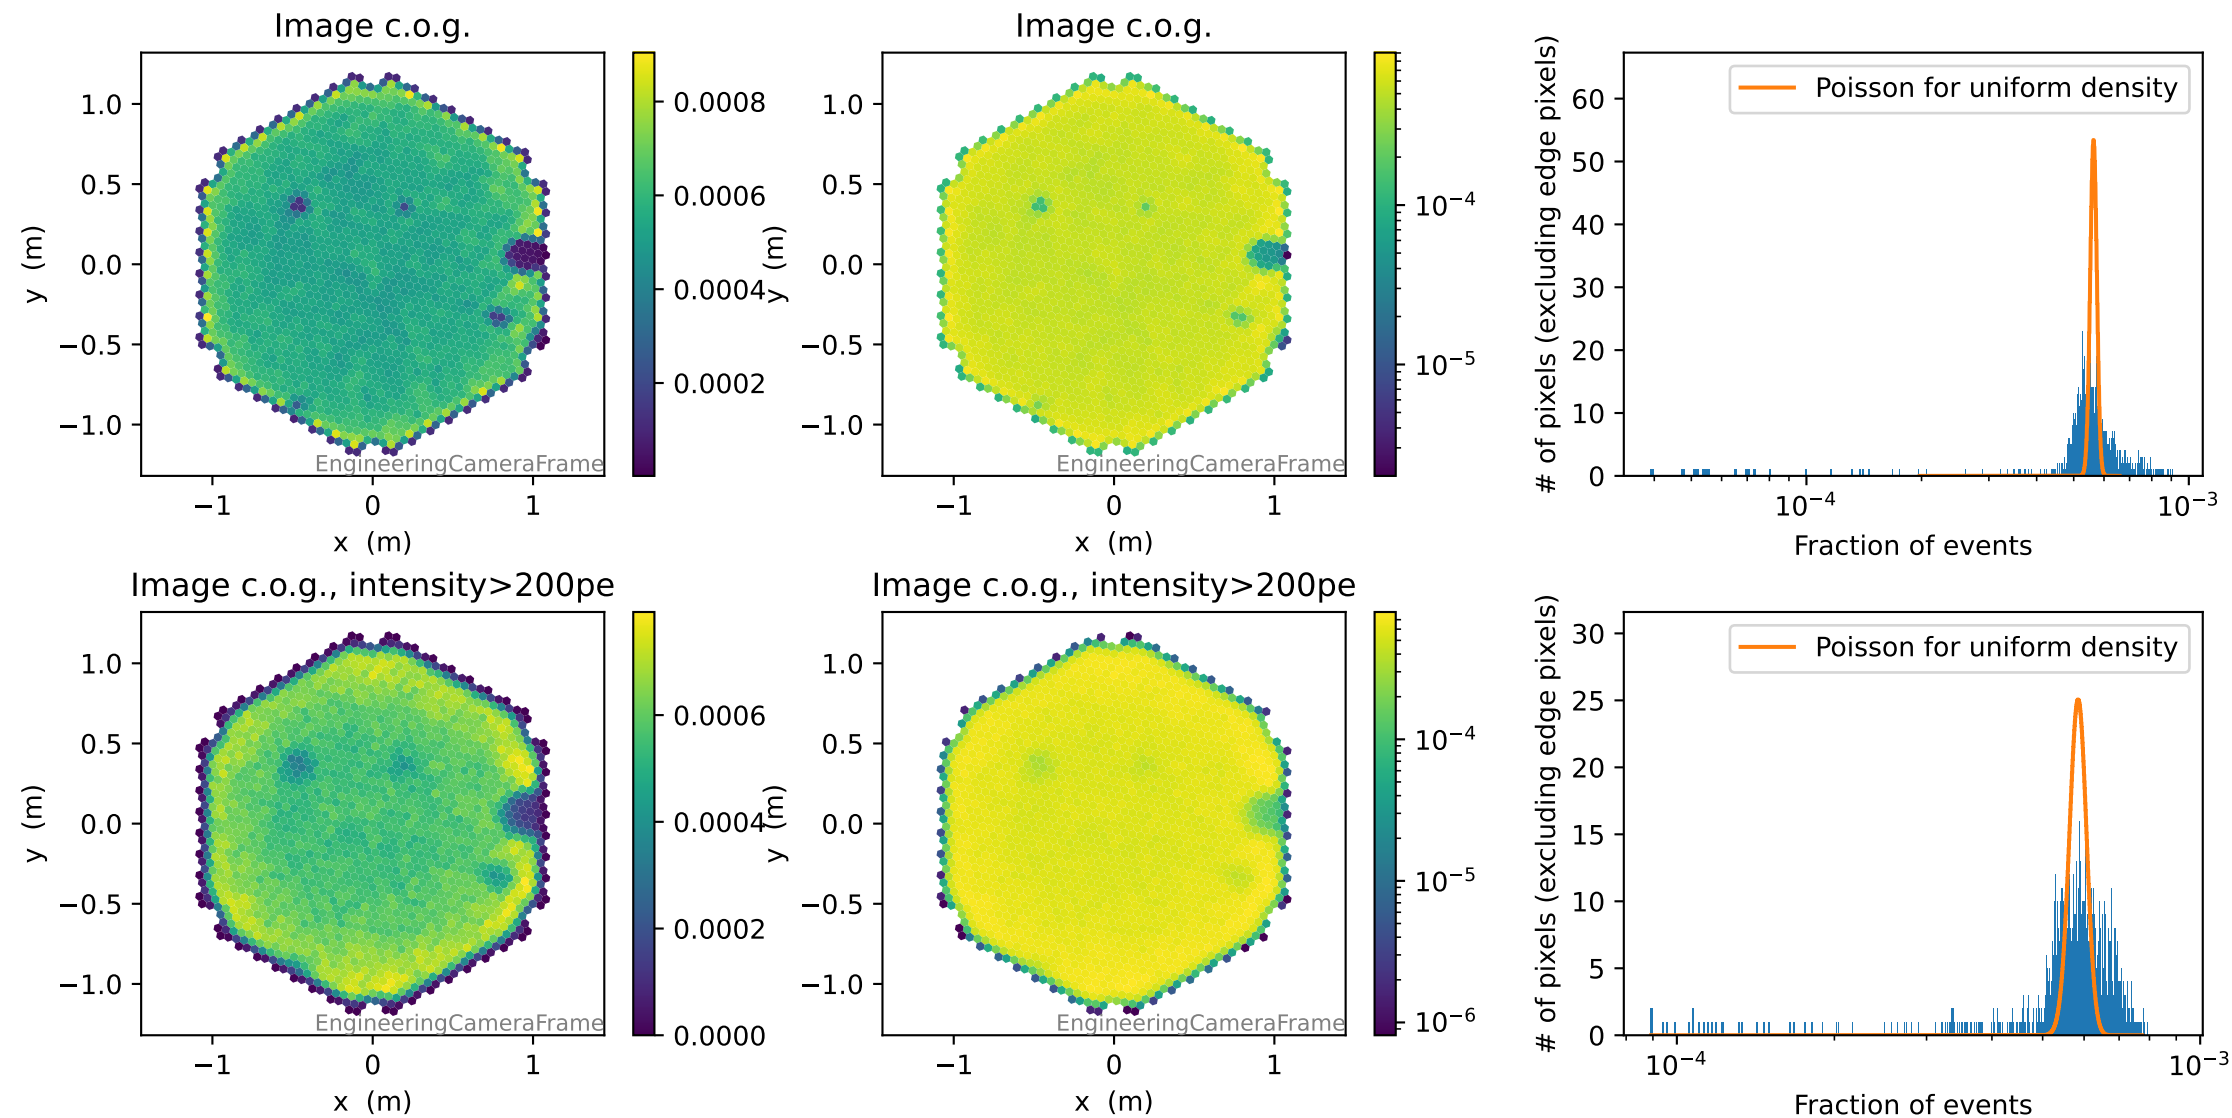 Image c.o.g.
y (m)
1.0
0.5
0.0
−0.5
−1.0
−1
0
1
x (m)
EngineeringCameraFrame
0.0008
0.0006
0.0004
0.0002
Image c.o.g.
y (m)
1.0
0.5
0.0
−0.5
−1.0
−1
0
1
x (m)
EngineeringCameraFrame
10−4
10−5
# of pixels (excluding edge pixels)
60
50
40
30
20
10
0
Poisson for uniform density
10−4
10−3
Fraction of events
Image c.o.g., intensity>200pe
y (m)
1.0
0.5
0.0
−0.5
−1.0
−1
0
1
x (m)
EngineeringCameraFrame
0.0006
0.0004
0.0002
0.0000
Image c.o.g., intensity>200pe
y (m)
1.0
0.5
0.0
−0.5
−1.0
−1
0
1
x (m)
EngineeringCameraFrame
10−4
10−5
10−6
# of pixels (excluding edge pixels)
30
25
20
15
10
5
0
Poisson for uniform density
10−4
10−3
Fraction of events